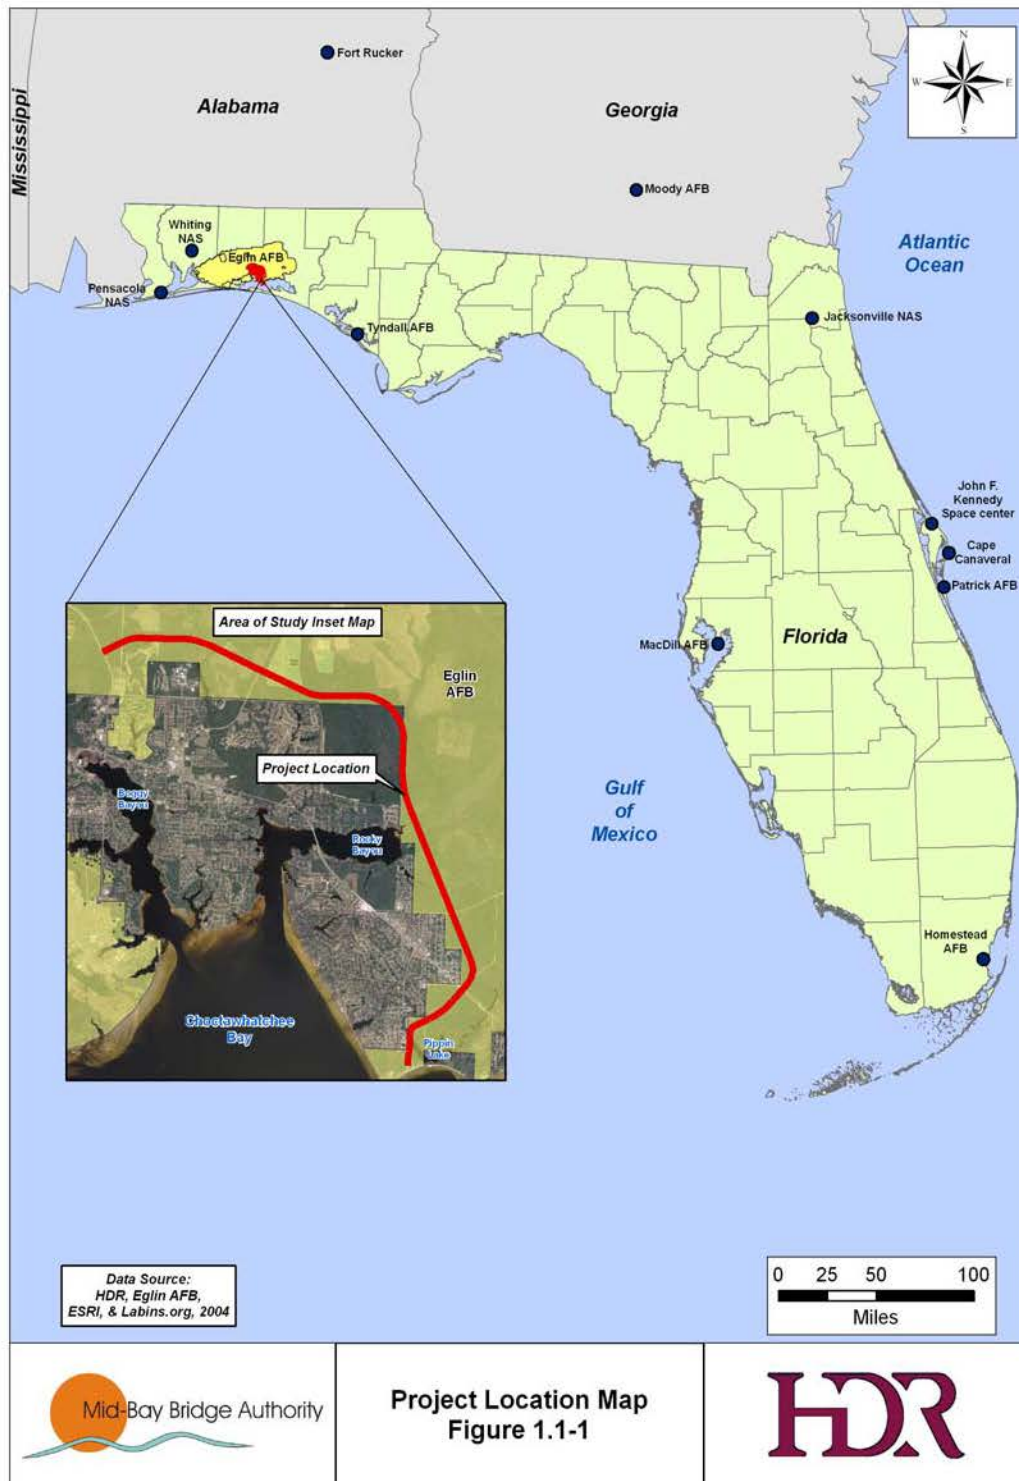 Fort Rucker
N
W
E
S
Alabama
Georgia
Mississippi
Moody AFB
Whiting
NAS
Eglin AFB
Atlantic
Ocean
Pensacola
NAS
Tyndall AFB
Jacksonville NAS
John F.
Kennedy
Space center
Cape
Canaveral
Patrick AFB
MacDill AFB
Florida
Area of Study Inset Map
Eglin
AFB
Project Location
Boggy
Bayou
Rocky
Bayou
Choctawhatchee
Bay
Pippin
Lake
Gulf
of
Mexico
Homestead
AFB
Data Source:
HDR, Eglin AFB,
ESRI, & Labins.org, 2004
0 25 50 100
Miles
Mid-Bay Bridge Authority
Project Location Map
Figure 1.1-1
HDR